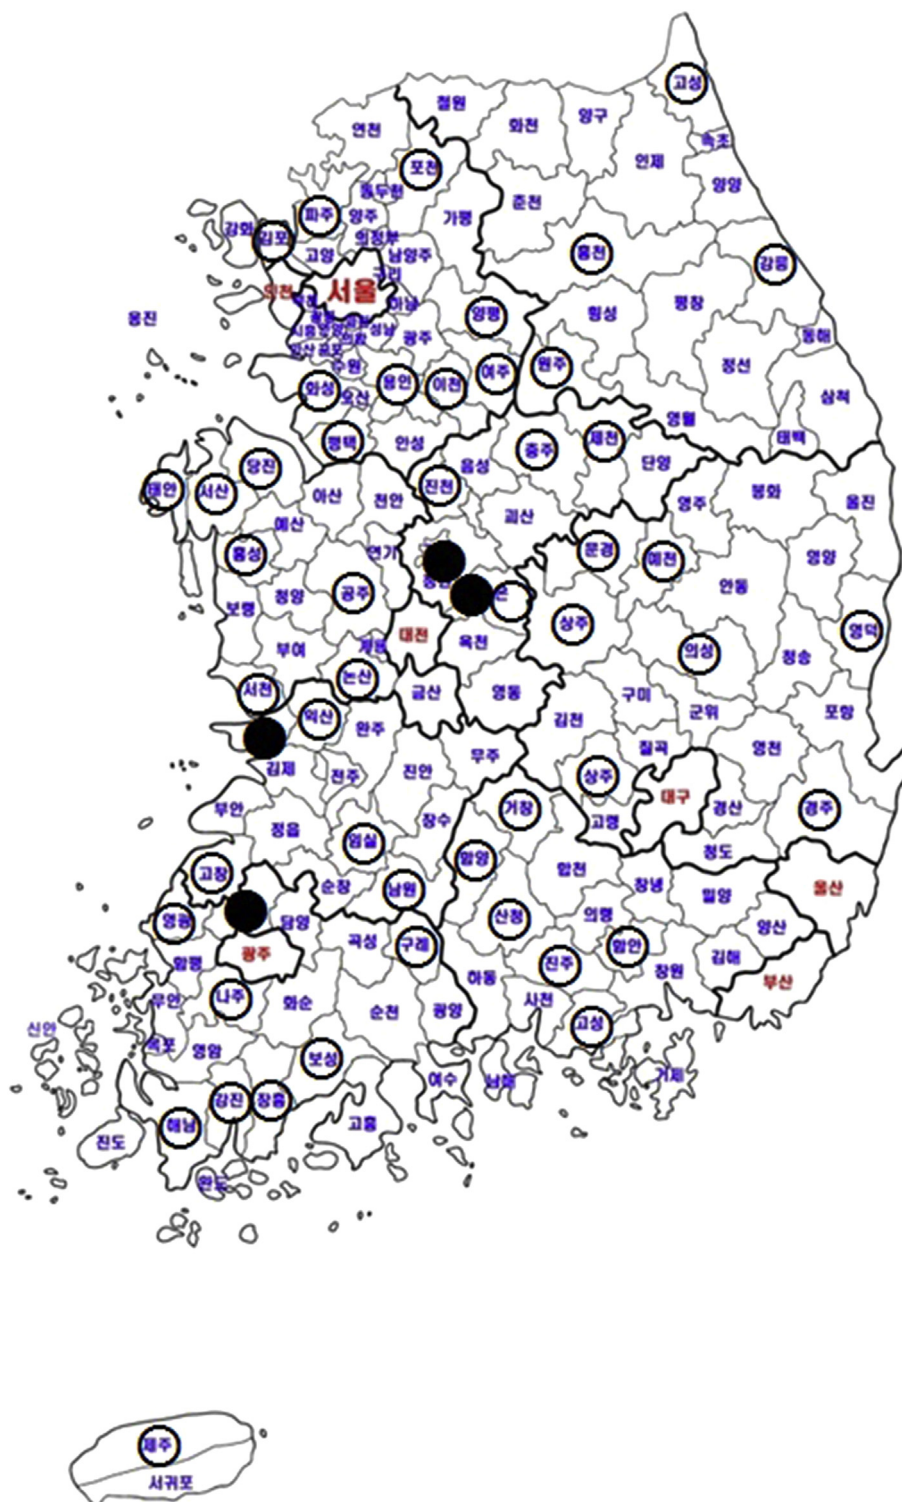 고성
철원
양구
화천
연천
속초
인제
포천
양양
동두천
춘천
파주
양주
가평
강화
김포
의정부
홍천
고양
남양주
강릉
구리
인천
서울
하남
양평
평창
횡성
웅진
성남
광주
동해
정선
수원
원주
여주
화성
용인
이천
오산
삼척
영월
태백
제천
평택
안성
충주
단양
음성
당진
태안
서산
진천
아산
천안
영주
봉화
울진
괴산
예산
연기
문경
예천
영양
홍성
안동
청양
공주
보령
상주
영덕
대전
옥천
계룡
부여
의성
청송
논산
서천
금산
영동
구미
군위
포항
익산
완주
김천
칠곡
영천
무주
김제
전주
진안
상주
대구
부안
거창
경산
경주
고령
장수
정읍
임실
청도
함양
고창
합천
순창
남원
창녕
밀양
울산
영광
담양
산청
의령
양산
곡성
구례
함안
광주
함평
진주
창원
김해
부산
하동
무안
나주
화순
사천
순천
광양
고성
신안
목포
영암
보성
여수
남해
거제
강진
장흥
고흥
해남
진도
완도
제주
서귀포